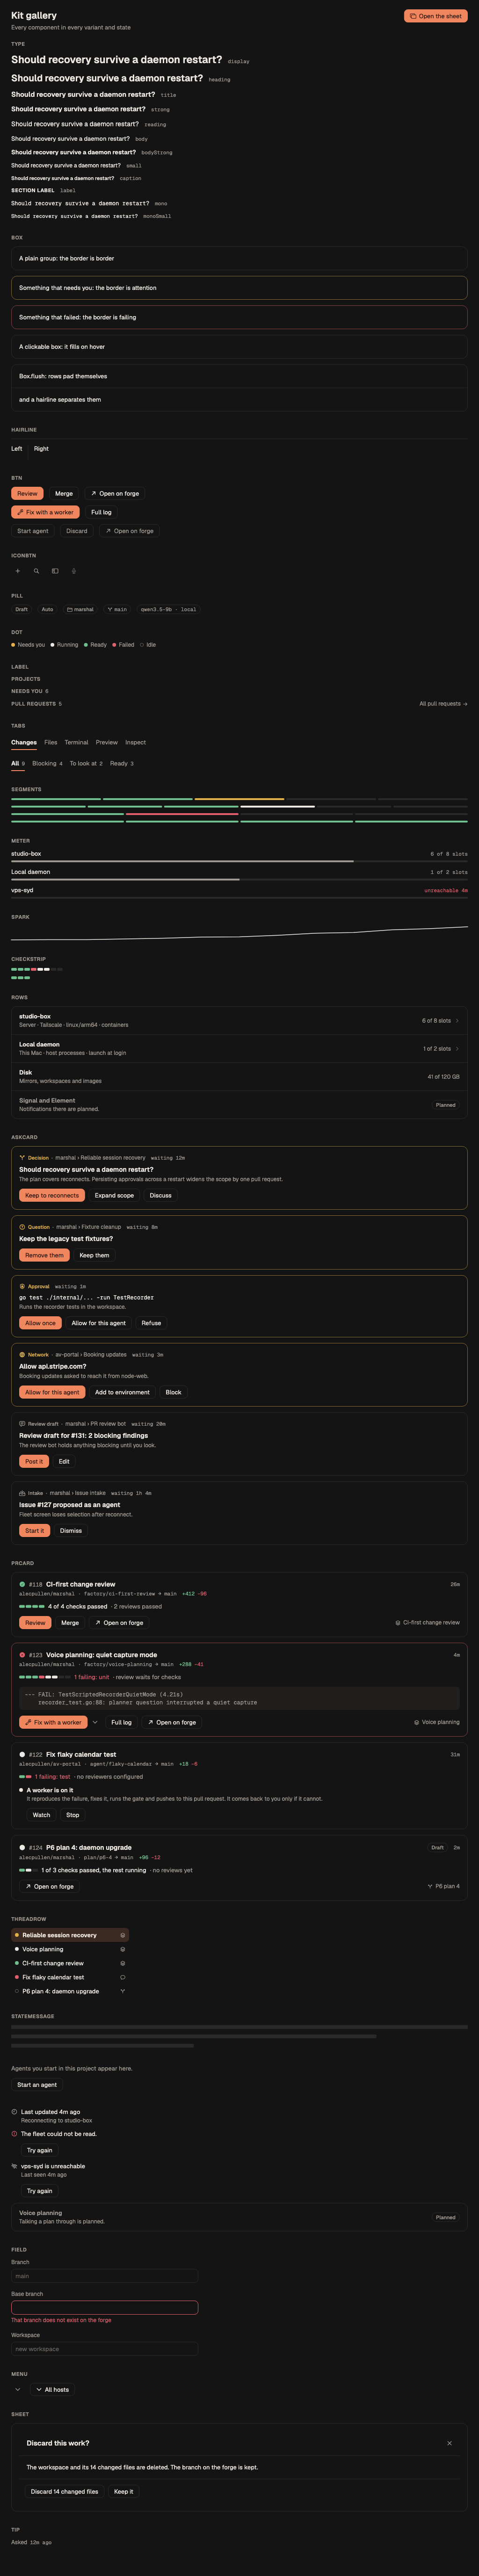 Kit gallery
Open the sheet
Every component in every variant and state
TYPE
Should recovery survive a daemon restart? display
Should recovery survive a daemon restart? heading
Should recovery survive a daemon restart? title
Should recovery survive a daemon restart? strong
Should recovery survive a daemon restart? reading
Should recovery survive a daemon restart? body
Should recovery survive a daemon restart? bodyStrong
Should recovery survive a daemon restart? small
Should recovery survive a daemon restart? caption
SECTION LABEL label
Should recovery survive a daemon restart? mono
Should recovery survive a daemon restart? monoSmall
BOX
A plain group: the border is border
Something that needs you: the border is attention
Something that failed: the border is failing
A clickable box: it fills on hover
Box.flush: rows pad themselves
and a hairline separates them
HAIRLINE
Left Right
BTN
Review Merge Open on forge
Fix with a worker Full log
Start agent Discard Open on forge
ICONBTN
PILL
Draft Auto marshal main qwen3.5-9b · local
DOT
Needs you Running Ready Failed Idle
LABEL
PROJECTS
NEEDS YOU 6
PULL REQUESTS 5 All pull requests →
TABS
Changes Files Terminal Preview Inspect
All 9 Blocking 4 To look at 2 Ready 3
SEGMENTS
METER
studio-box 6 of 8 slots
Local daemon 1 of 2 slots
vps-syd unreachable 4m
SPARK
CHECKSTRIP
ROWS
studio-box
Server · Tailscale · linux/arm64 · containers
6 of 8 slots
Local daemon
This Mac · host processes · launch at login
1 of 2 slots
Disk
Mirrors, workspaces and images
41 of 120 GB
Signal and Element
Notifications there are planned.
Planned
ASKCARD
Decision · marshal › Reliable session recovery waiting 12m
Should recovery survive a daemon restart?
The plan covers reconnects. Persisting approvals across a restart widens the scope by one pull request.
Keep to reconnects Expand scope Discuss
Question · marshal › Fixture cleanup waiting 8m
Keep the legacy test fixtures?
Remove them Keep them
Approval waiting 1m
go test ./internal/... -run TestRecorder
Runs the recorder tests in the workspace.
Allow once Allow for this agent Refuse
Network · av-portal › Booking updates waiting 3m
Allow api.stripe.com?
Booking updates asked to reach it from node-web.
Allow for this agent Add to environment Block
Review draft · marshal › PR review bot waiting 20m
Review draft for #131: 2 blocking findings
The review bot holds anything blocking until you look.
Post it Edit
Intake · marshal › Issue intake waiting 1h 4m
Issue #127 proposed as an agent
Fleet screen loses selection after reconnect.
Start it Dismiss
PRCARD
#118 CI-first change review 26m
alecpullen/marshal · factory/ci-first-review → main +412 -86
4 of 4 checks passed · 2 reviews passed
Review Merge Open on forge CI-first change review
#123 Voice planning: quiet capture mode 4m
alecpullen/marshal · factory/voice-planning → main +288 -41
1 failing: unit · review waits for checks
--- FAIL: TestScriptedRecorderQuietMode (4.21s)
recorder_test.go:88: planner question interrupted a quiet capture
Fix with a worker Full log Open on forge Voice planning
#122 Fix flaky calendar test 31m
alecpullen/av-portal · agent/flaky-calendar → main +18 -6
1 failing: test · no reviewers configured
A worker is on it
It reproduces the failure, fixes it, runs the gate and pushes to this pull request. It comes back to you only if it cannot.
Watch Stop
#124 P6 plan 4: daemon upgrade Draft 2m
alecpullen/marshal · plan/p6-4 → main +96 -12
1 of 3 checks passed, the rest running · no reviews yet
Open on forge P6 plan 4
THREADROW
Reliable session recovery
Voice planning
CI-first change review
Fix flaky calendar test
P6 plan 4: daemon upgrade
STATEMESSAGE
Agents you start in this project appear here.
Start an agent
Last updated 4m ago
Reconnecting to studio-box
The fleet could not be read.
Try again
vps-syd is unreachable
Last seen 4m ago
Try again
Voice planning
Talking a plan through is planned.
Planned
FIELD
Branch
main
Base branch
That branch does not exist on the forge
Workspace
new workspace
MENU
All hosts
SHEET
Discard this work?
The workspace and its 14 changed files are deleted. The branch on the forge is kept.
Discard 14 changed files Keep it
TIP
Asked 12m ago